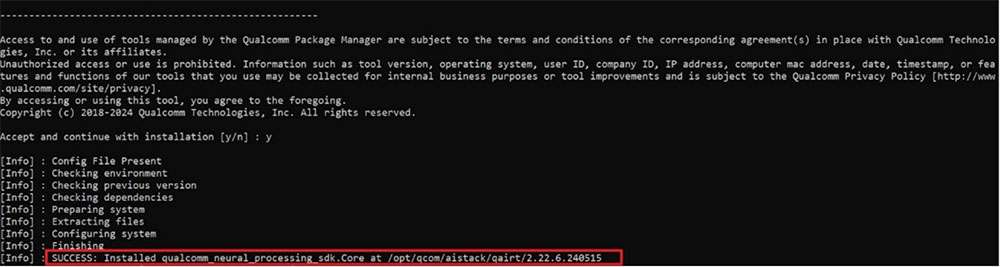 ----------------------------------------------------
Access to and use of tools managed by the Qualcomm Package Manager are subject to the terms and conditions of the corresponding agreement(s) in place with Qualcomm Technolo
gies, Inc. or its affiliates.
Unauthorized access or use is prohibited. Information such as tool version, operating system, user ID, company ID, IP address, computer mac address, date, timestamp, or fea
tures and functions of our tools that you use may be collected for internal business purposes or tool improvements and is subject to the Qualcomm Privacy Policy [http://www
.qualcomm.com/site/privacy].
By accessing or using this tool, you agree to the foregoing.
Copyright (c) 2018-2024 Qualcomm Technologies, Inc. All rights reserved.
Accept and continue with installation [y/n] : y
[Info] : Config File Present
[Info] : Checking environment
[Info] : Checking previous version
[Info] : Checking dependencies
[Info] : Preparing system
[Info] : Extracting files
[Info] : Configuring system
[Info] : Finishing
[Info] : SUCCESS: Installed qualcomm_neural_processing_sdk.Core at /opt/qcom/aistack/qairt/2.22.6.240515